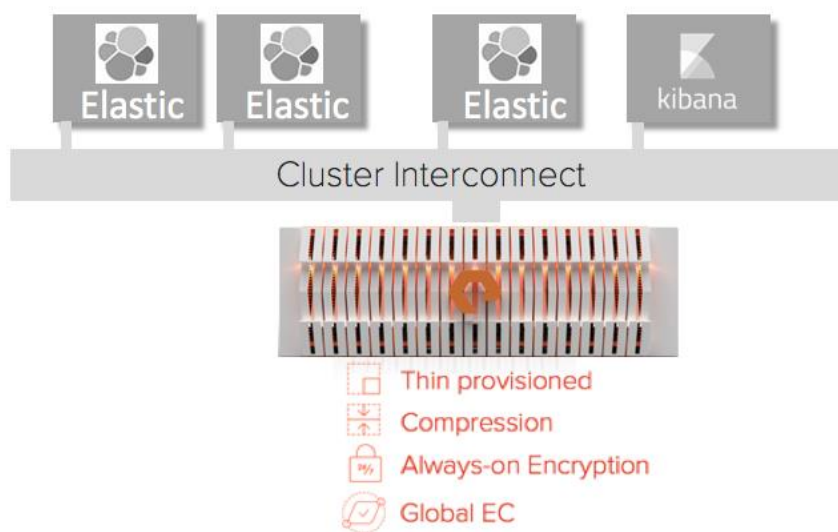 Elastic
Elastic
Elastic
kibana
Cluster Interconnect
Thin provisioned
Compression
Always-on Encryption
Global EC